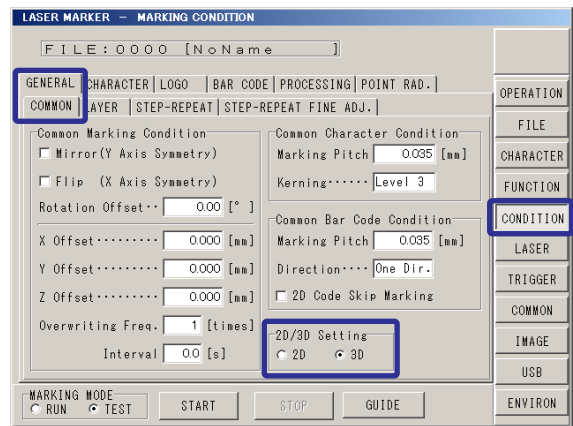 LASER MARKER － MARKING CONDITION
FILE:0000 [NoName ]
GENERAL CHARACTER LOGO BAR CODE PROCESSING POINT RAD.
COMMON LAYER STEP-REPEAT STEP-REPEAT FINE ADJ.
Common Marking Condition
Mirror(Y Axis Symmetry)
Flip (X Axis Symmetry)
Rotation Offset‥ 0.00 [° ]
X Offset········· 0.000 [mm]
Y Offset········· 0.000 [mm]
Z Offset········· 0.000 [mm]
Overwriting Freq. 1 [times]
Interval 0.0 [s]
Common Character Condition
Marking Pitch 0.035 [mm]
Kerning······ Level 3
Common Bar Code Condition
Marking Pitch 0.035 [mm]
Direction···· One Dir.
2D Code Skip Marking
2D/3D Setting
2D 3D
MARKING MODE
RUN TEST
START
STOP
GUIDE
OPERATION
FILE
CHARACTER
FUNCTION
CONDITION
LASER
TRIGGER
COMMON
IMAGE
USB
ENVIRON